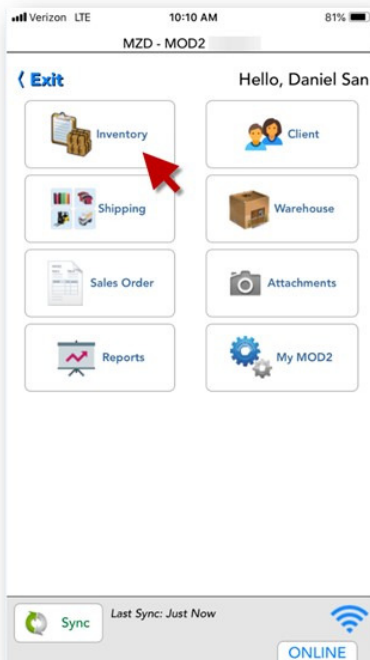 Verizon LTE 10:10 AM 81%
MZD - MOD2
Exit Hello, Daniel San
Inventory Client
Shipping Warehouse
Sales Order Attachments
Reports My MOD2
Sync Last Sync: Just Now
ONLINE